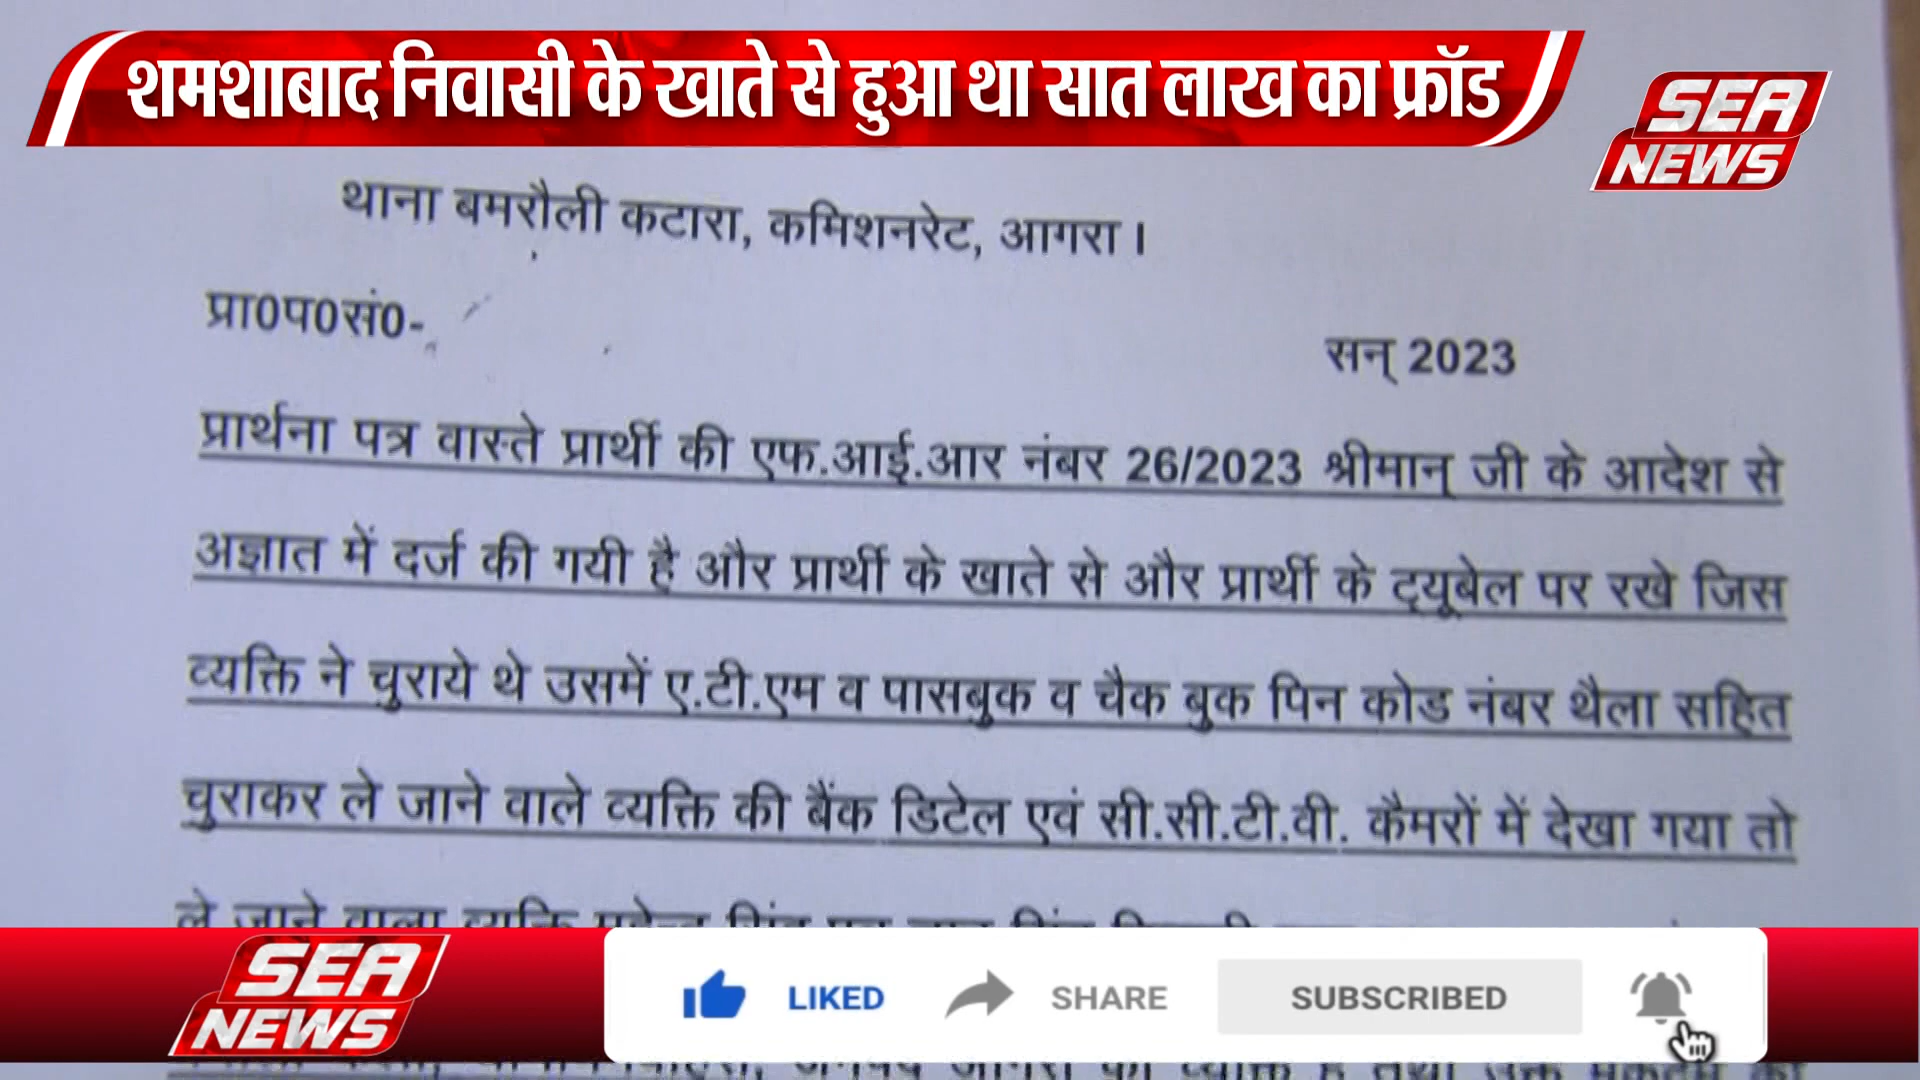 शमशाबाद निवासी के खाते से हुआ था सात लाख का फ्रॉड
SEA
NEWS
थाना बमरौली कटारा, कमिशनरेट, आगरा ।
प्रा0प0सं0-
सन् 2023
प्रार्थना पत्र वास्ते प्रार्थी की एफ.आई.आर नंबर 26/2023 श्रीमान् जी के आदेश से
अज्ञात में दर्ज की गयी है और प्रार्थी के खाते से और प्रार्थी के ट्यूबेल पर रखे जिस
व्यक्ति ने चुराये थे उसमें ए.टी.एम व पासबुक व चैक बुक पिन कोड नंबर थैला सहित
चुराकर ले जाने वाले व्यक्ति की बैंक डिटेल एवं सी.सी.टी.वी. कैमरों में देखा गया तो
ले जाने वाला व्यक्ति
SEA
NEWS
LIKED
SHARE
SUBSCRIBED